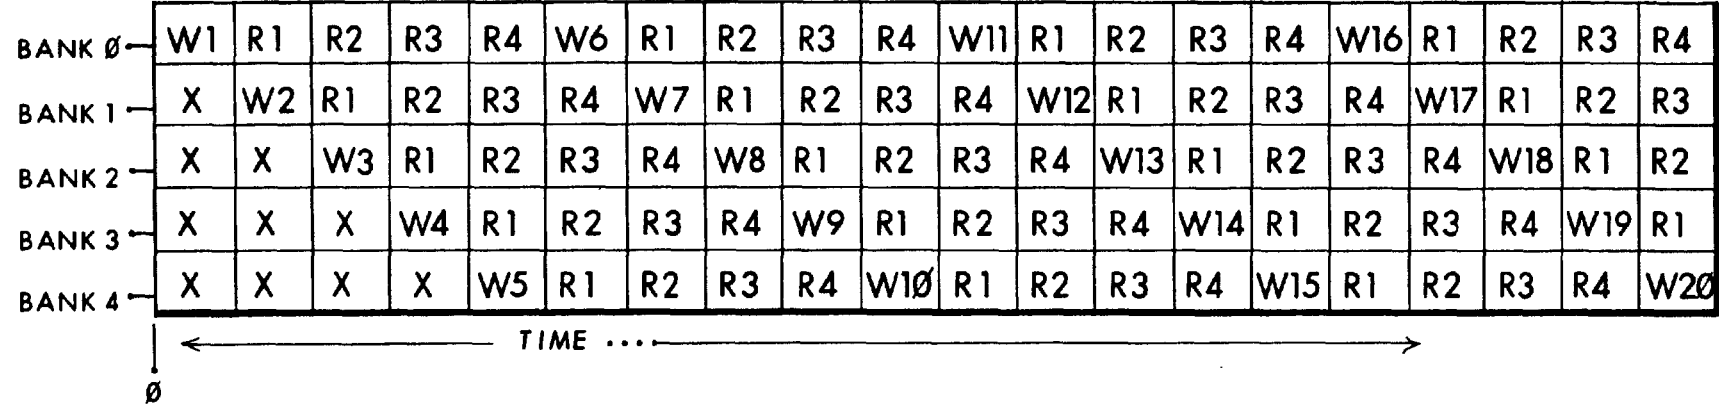 BANK Ø W1 R1 R2 R3 R4 W6 R1 R2 R3 R4 W11 R1 R2 R3 R4 W16 R1 R2 R3 R4
BANK 1 X W2 R1 R2 R3 R4 W7 R1 R2 R3 R4 W12 R1 R2 R3 R4 W17 R1 R2 R3
BANK 2 X X W3 R1 R2 R3 R4 W8 R1 R2 R3 R4 W13 R1 R2 R3 R4 W18 R1 R2
BANK 3 X X X W4 R1 R2 R3 R4 W9 R1 R2 R3 R4 W14 R1 R2 R3 R4 W19 R1
BANK 4 X X X X W5 R1 R2 R3 R4 W1Ø R1 R2 R3 R4 W15 R1 R2 R3 R4 W2Ø
TIME ....
Ø